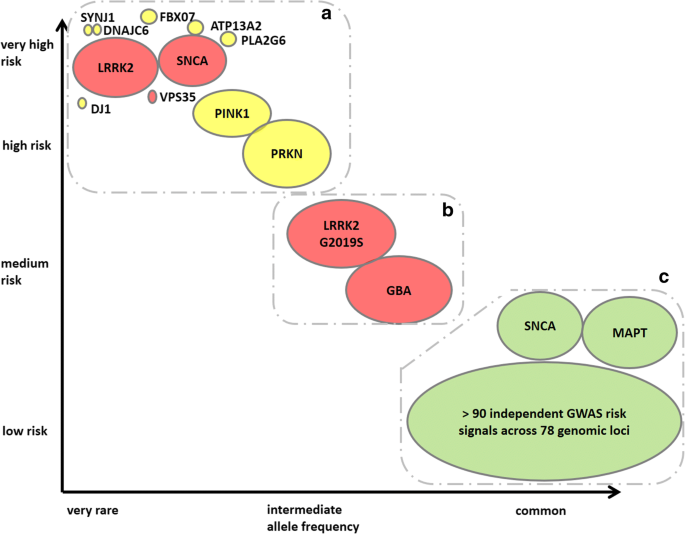 a
SYNJ1
FBX07
DNAJC6
ATP13A2
PLA2G6
very high
risk
LRRK2
SNCA
DJ1
VPS35
PINK1
high risk
PRKN
b
LRRK2
G2019S
medium
risk
GBA
c
SNCA
MAPT
> 90 independent GWAS risk
signals across 78 genomic loci
low risk
very rare
intermediate
allele frequency
common